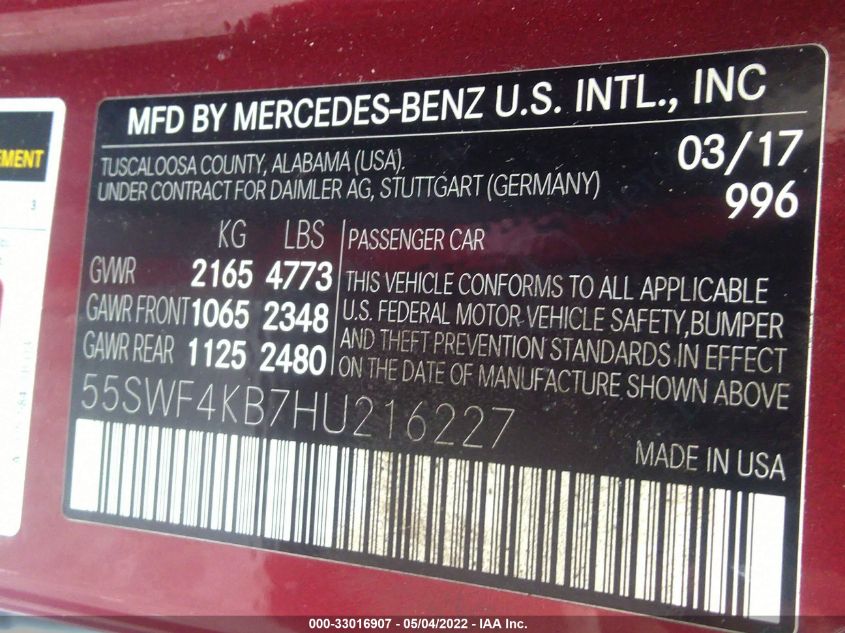 MFD BY MERCEDES-BENZ U.S. INTL., INC
TUSCALOOSA COUNTY, ALABAMA (USA).
UNDER CONTRACT FOR DAIMLER AG, STUTTGART (GERMANY)
03/17
996
KG LBS
GVWR 2165 4773
GAWR FRONT 1065 2348
GAWR REAR 1125 2480
PASSENGER CAR
THIS VEHICLE CONFORMS TO ALL APPLICABLE
U.S. FEDERAL MOTOR VEHICLE SAFETY,BUMPER
AND THEFT PREVENTION STANDARDS IN EFFECT
ON THE DATE OF MANUFACTURE SHOWN ABOVE
55SWF4KB7HU216227
MADE IN USA
000-33016907 - 05/04/2022 - IAA Inc.